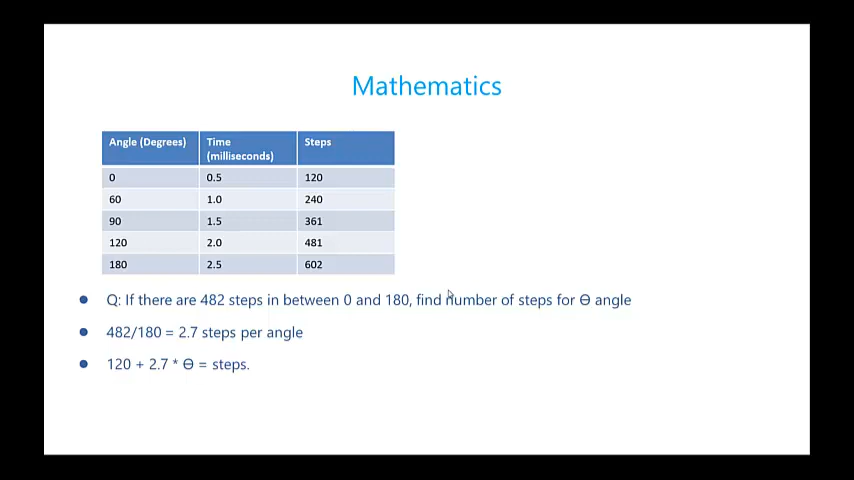 Mathematics
Angle (Degrees) Time (milliseconds) Steps
0 0.5 120
60 1.0 240
90 1.5 361
120 2.0 481
180 2.5 602
Q: If there are 482 steps in between 0 and 180, find number of steps for Θ angle
482/180 = 2.7 steps per angle
120 + 2.7 * Θ = steps.